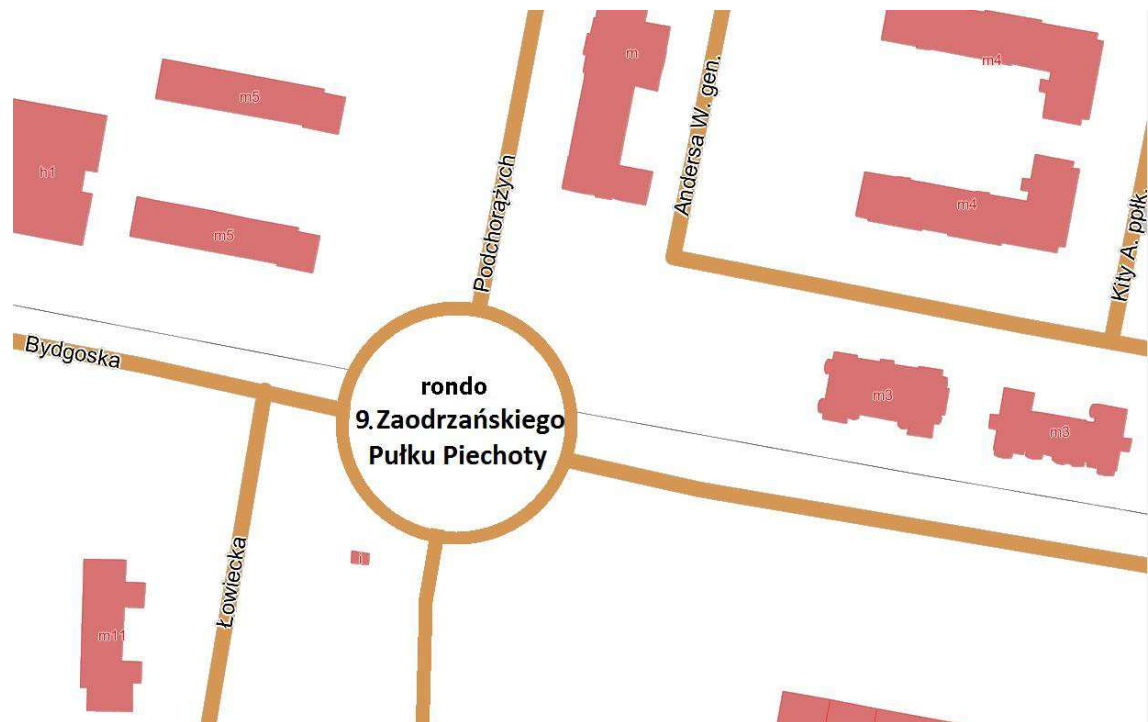 m
m4
m5
Andersa W. gen.
Podchorążych
h1
m4
m5
Kity A. ppłk.
Bydgoska
rondo
9.Zaodrzańskiego
Pułku Piechoty
m3
m3
i
Łowiecka
m11